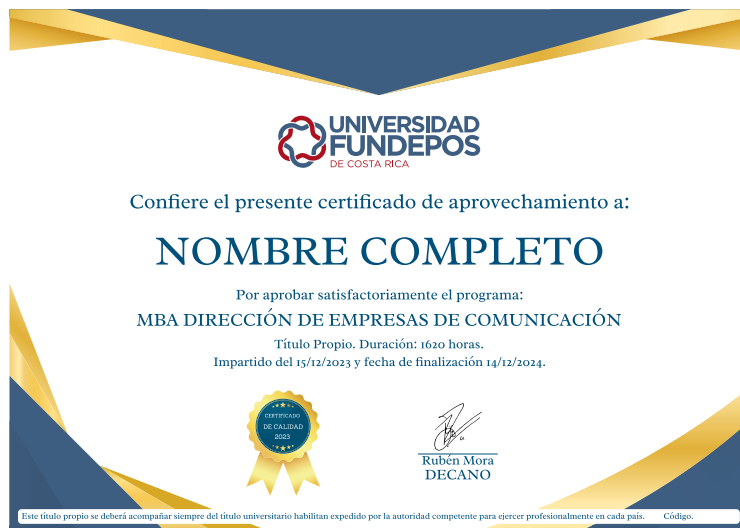 UNIVERSIDAD
FUNDEPOS
DE COSTA RICA
Confiere el presente certificado de aprovechamiento a:
NOMBRE COMPLETO
Por aprobar satisfactoriamente el programa:
MBA DIRECCIÓN DE EMPRESAS DE COMUNICACIÓN
Título Propio. Duración: 1620 horas.
Impartido del 15/12/2023 y fecha de finalización 14/12/2024.
CERTIFICADO
DE CALIDAD
2023
Rubén Mora
DECANO
Este título propio se deberá acompañar siempre del título universitario habilitan expedido por la autoridad competente para ejercer profesionalmente en cada país. Código.